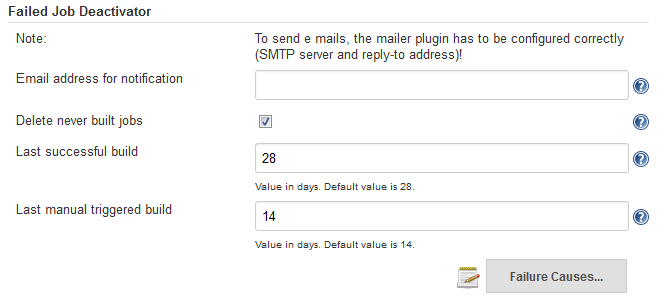 Failed Job Deactivator
Note:
To send e mails, the mailer plugin has to be configured correctly
(SMTP server and reply-to address)!
Email address for notification
Delete never built jobs
Last successful build
28
Value in days. Default value is 28.
Last manual triggered build
14
Value in days. Default value is 14.
Failure Causes...